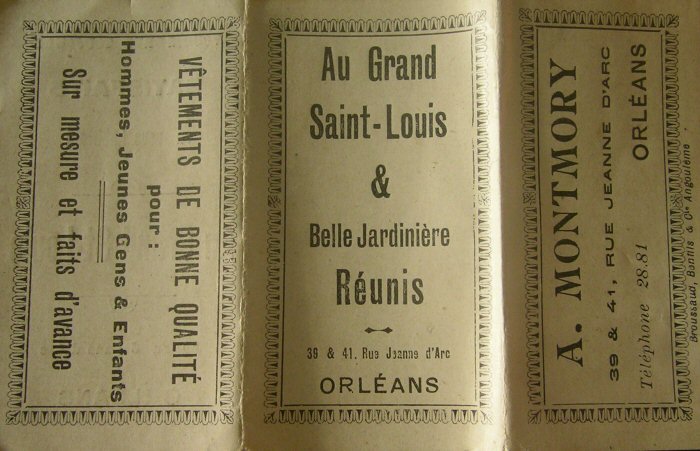 VÊTEMENTS DE BONNE QUALITÉ
pour :
Hommes, Jeunes Gens & Enfants
Sur mesure et faits d'avance
Au Grand
Saint-Louis
&
Belle Jardinière
Réunis
39 & 41, Rue Jeanne d'Arc
ORLÉANS
A. MONTMORY
39 & 41, RUE JEANNE D'ARC
Téléphone 28.81
ORLÉANS
Broussaud, Bonfils & Cie Angoulême